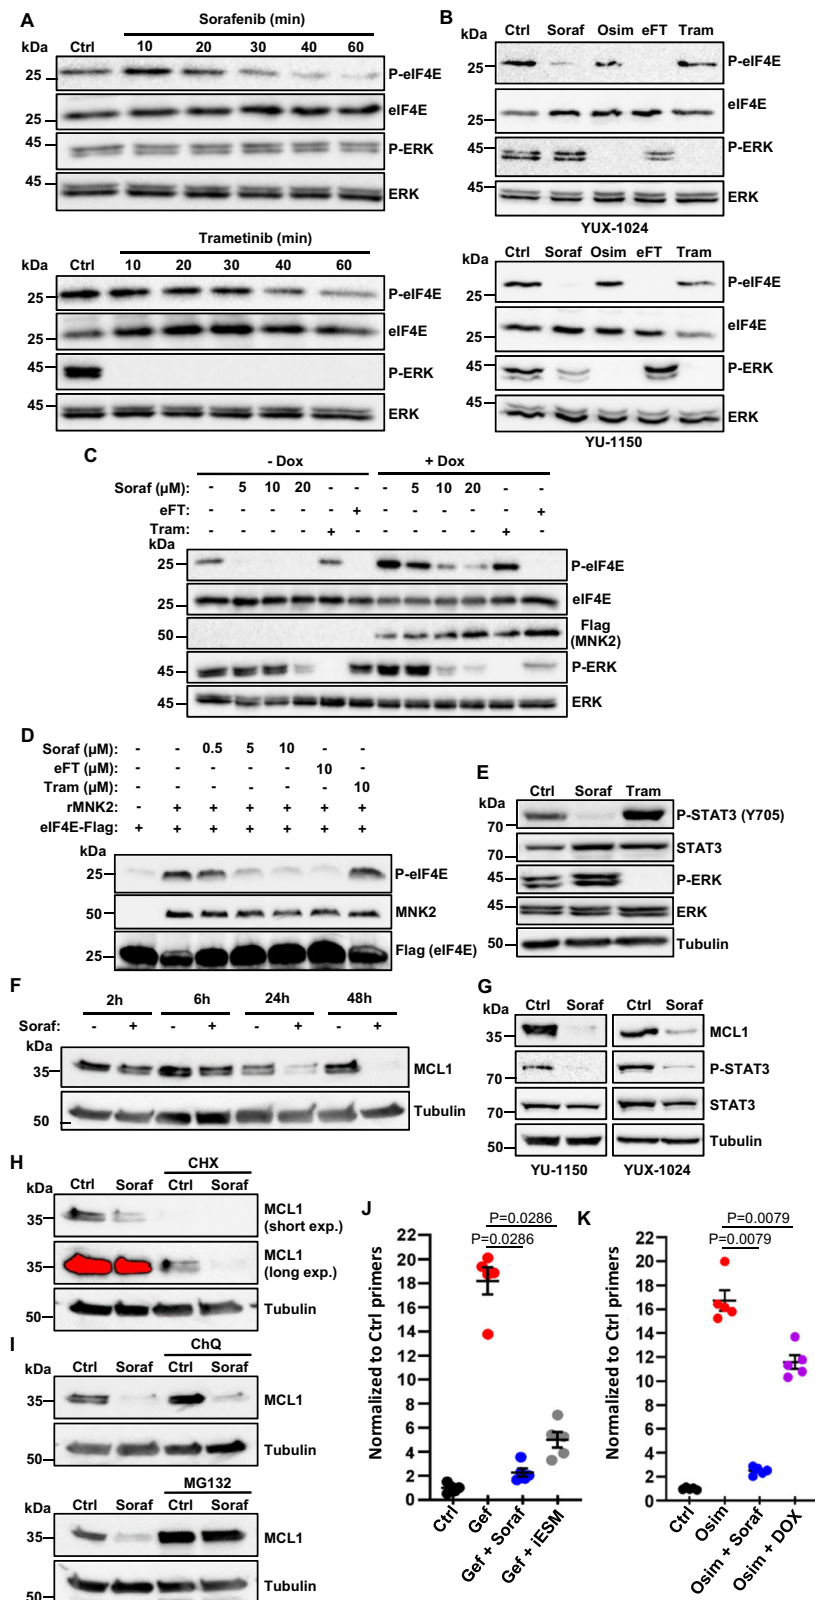 A
Sorafenib (min)
kDa Ctrl 10 20 30 40 60
25 P-eIF4E
25 eIF4E
45 P-ERK
45 ERK
Trametinib (min)
kDa Ctrl 10 20 30 40 60
25 P-eIF4E
25 eIF4E
45 P-ERK
45 ERK
B
kDa Ctrl Soraf Osim eFT Tram
25 P-eIF4E
25 eIF4E
45 P-ERK
45 ERK
YUX-1024
kDa Ctrl Soraf Osim eFT Tram
25 P-eIF4E
25 eIF4E
45 P-ERK
45 ERK
YU-1150
C
- Dox + Dox
Soraf (µM): - 5 10 20 - - - 5 10 20 - -
eFT: - - - - - + - - - - - +
Tram: - - - - + - - - - - + -
kDa
25 P-eIF4E
25 eIF4E
50 Flag
(MNK2)
45 P-ERK
45 ERK
D
Soraf (µM): - - 0.5 5 10 - -
eFT (µM): - - - - - 10 -
Tram (µM): - - - - - - 10
rMNK2: - + + + + + +
eIF4E-Flag: + + + + + + +
kDa
25 P-eIF4E
50 MNK2
25 Flag (eIF4E)
E
Ctrl Soraf Tram
kDa
70 P-STAT3 (Y705)
70 STAT3
45 P-ERK
45 ERK
50 Tubulin
F
2h 6h 24h 48h
Soraf: - + - + - + - +
kDa
35 MCL1
50 Tubulin
G
kDa Ctrl Soraf Ctrl Soraf
35 MCL1
70 P-STAT3
70 STAT3
50 Tubulin
YU-1150 YUX-1024
H
CHX
kDa Ctrl Soraf Ctrl Soraf
35 MCL1
(short exp.)
35 MCL1
(long exp.)
50 Tubulin
I
ChQ
kDa Ctrl Soraf Ctrl Soraf
35 MCL1
50 Tubulin
MG132
kDa Ctrl Soraf Ctrl Soraf
35 MCL1
50 Tubulin
J
P=0.0286
P=0.0286
Normalized to Ctrl primers
22
20
18
16
14
12
10
8
6
4
2
0
Ctrl
Gef
Gef + Soraf
Gef + iESM
K
P=0.0079
P=0.0079
Normalized to Ctrl primers
22
20
18
16
14
12
10
8
6
4
2
0
Ctrl
Osim
Osim + Soraf
Osim + DOX